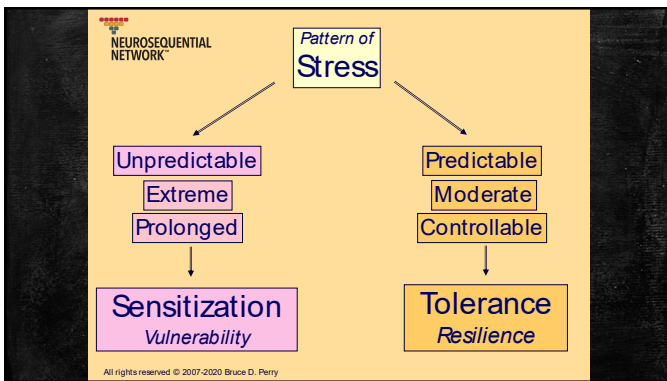 NEUROSEQUENTIAL
NETWORK™
Pattern of
Stress
Unpredictable
Extreme
Prolonged
Predictable
Moderate
Controllable
Sensitization
Vulnerability
Tolerance
Resilience
All rights reserved © 2007-2020 Bruce D. Perry